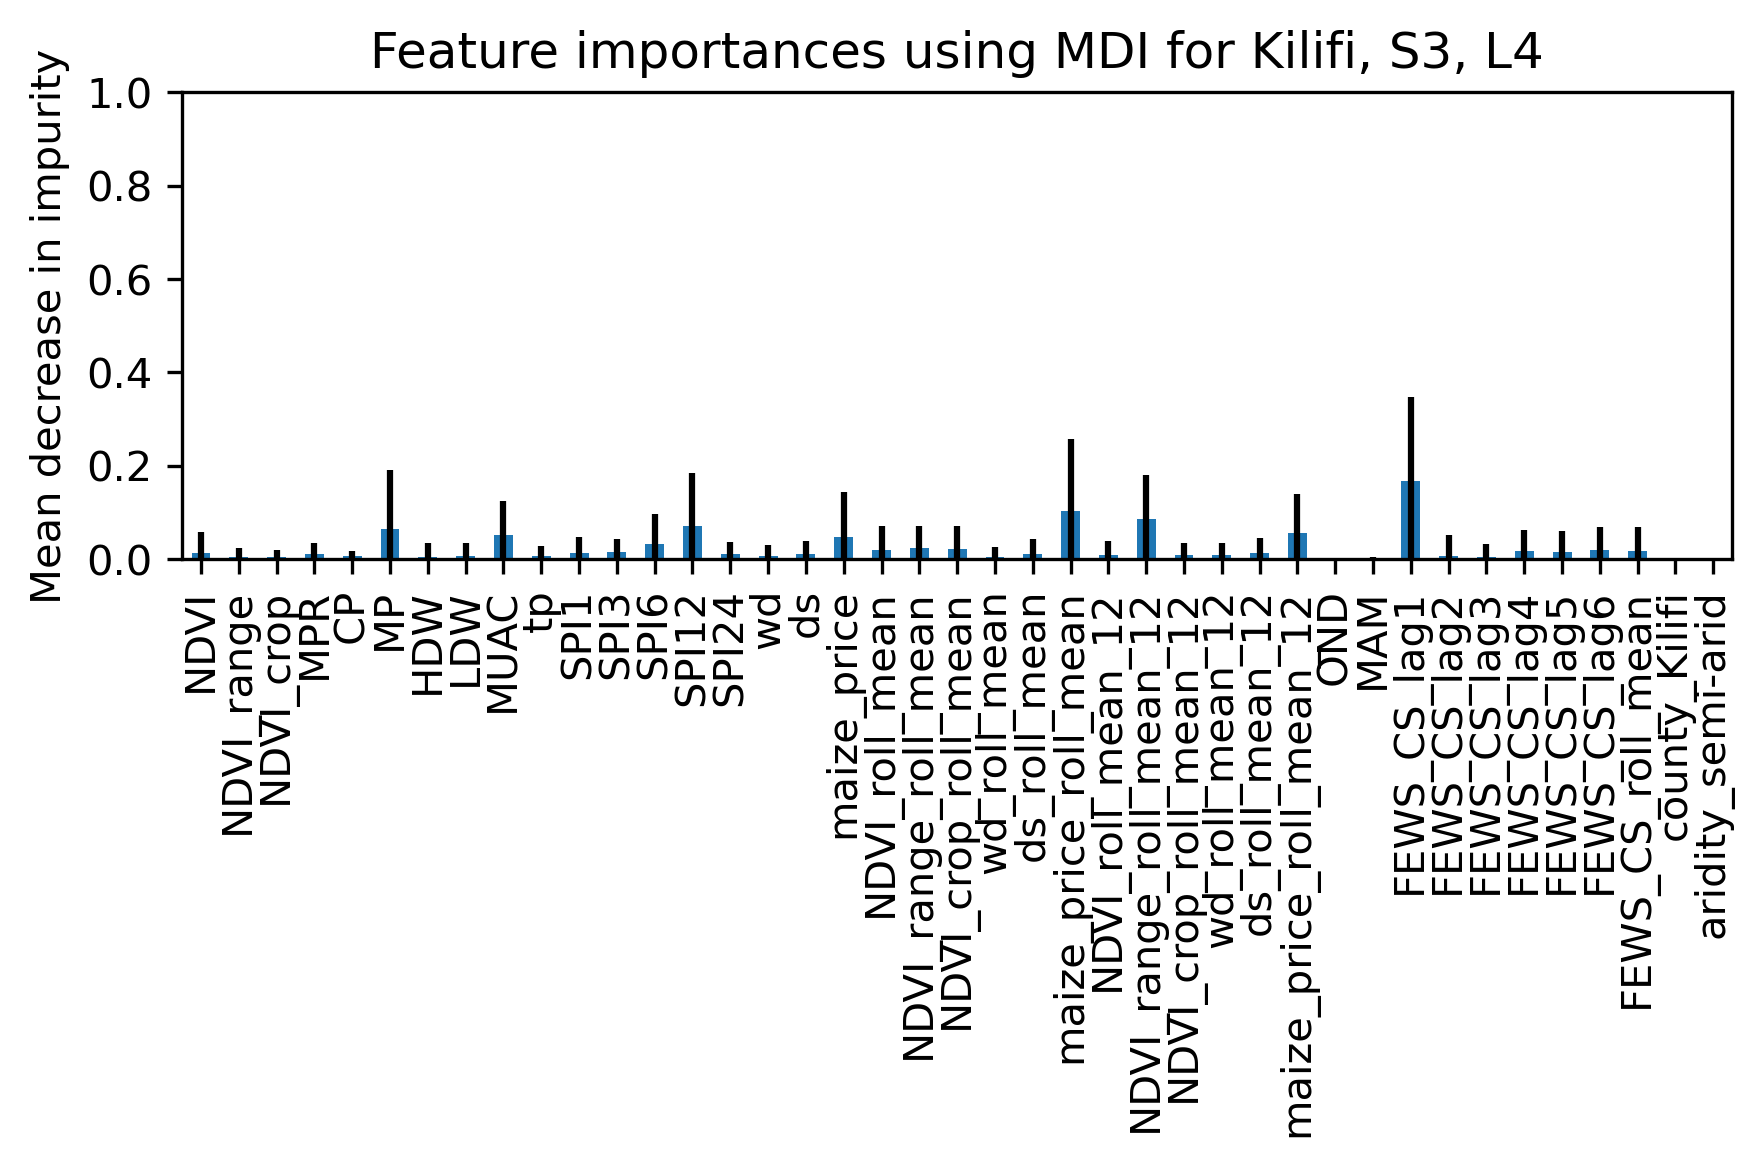 Feature importances using MDI for Kilifi, S3, L4
Mean decrease in impurity
1.0
0.8
0.6
0.4
0.2
0.0
NDVI
NDVI_range
NDVI_crop
MPR
CP
MP
HDW
LDW
MUAC
tp
SPI1
SPI3
SPI6
SPI12
SPI24
wd
ds
maize_price
NDVI_roll_mean
NDVI_range_roll_mean
NDVI_crop_roll_mean
wd_roll_mean
ds_roll_mean
maize_price_roll_mean
NDVI_roll_mean_12
NDVI_range_roll_mean_12
NDVI_crop_roll_mean_12
wd_roll_mean_12
ds_roll_mean_12
maize_price_roll_mean_12
OND
MAM
FEWS_CS_lag1
FEWS_CS_lag2
FEWS_CS_lag3
FEWS_CS_lag4
FEWS_CS_lag5
FEWS_CS_lag6
FEWS_CS_roll_mean
county_Kilifi
aridity_semi-arid